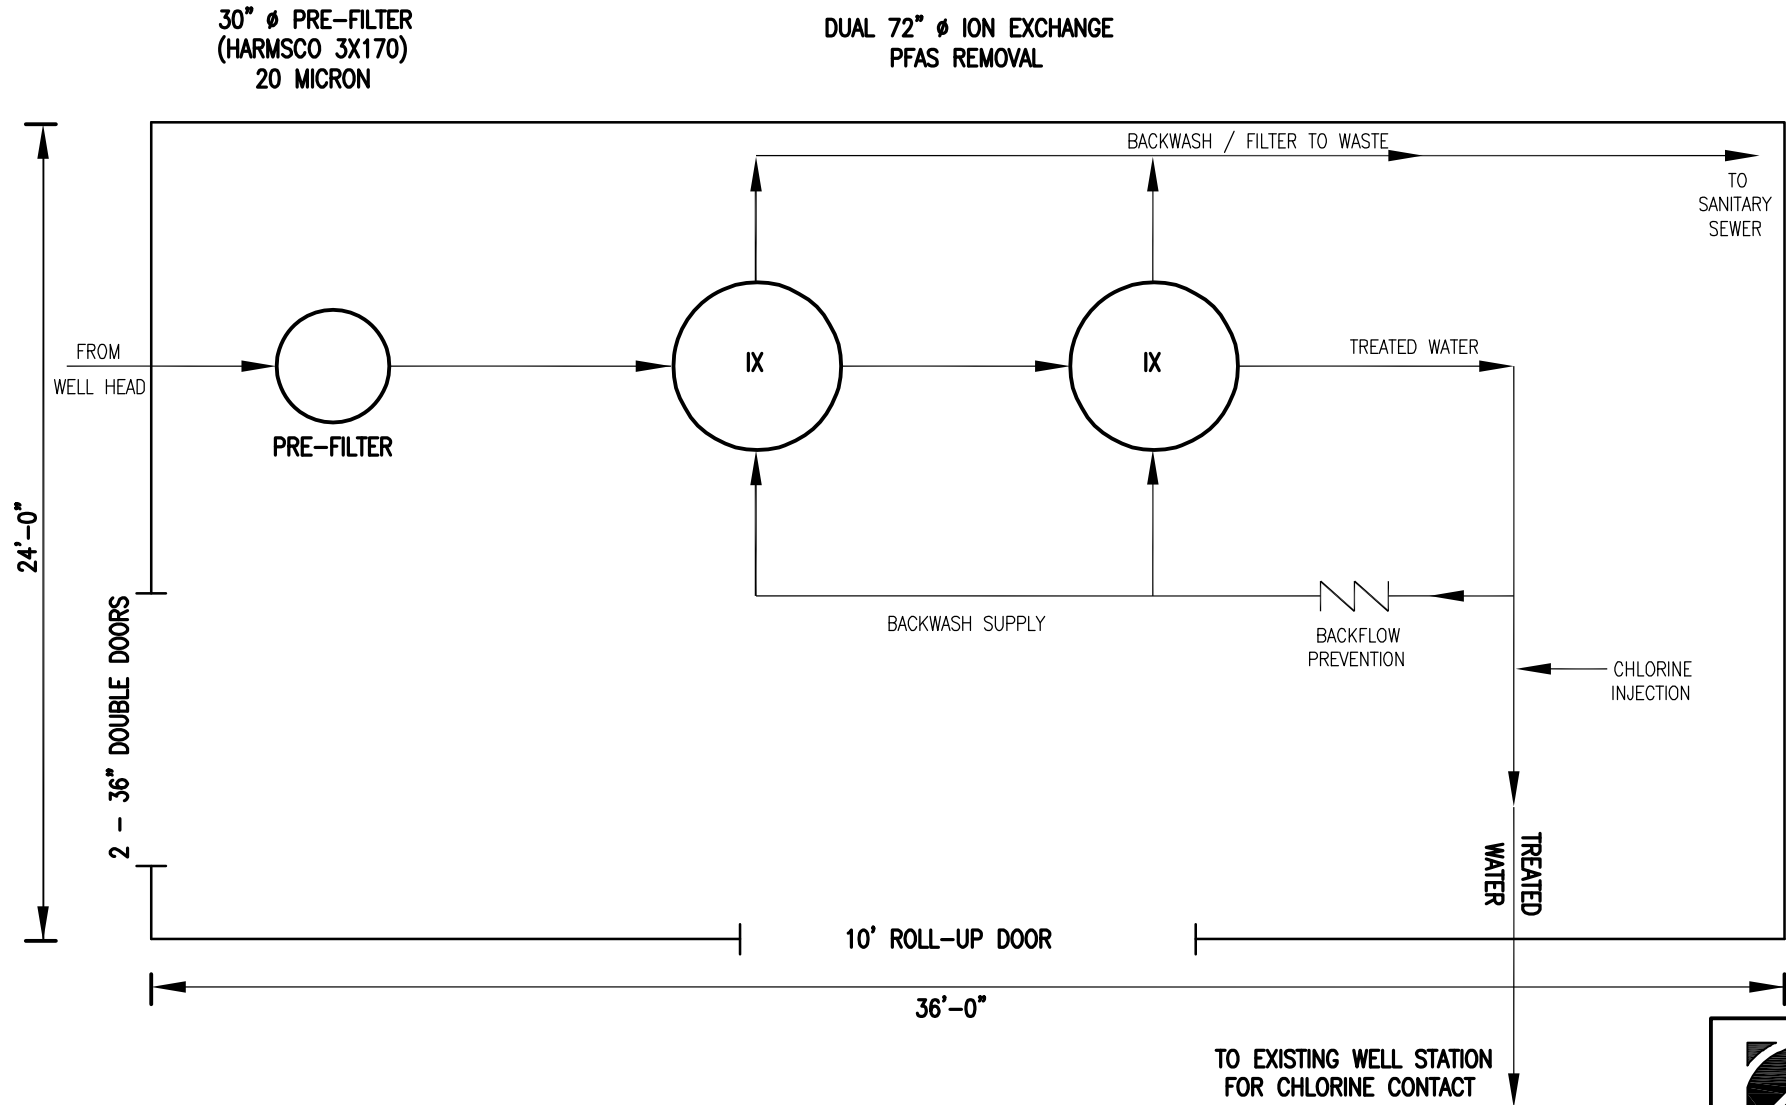 30" ø PRE-FILTER
(HARMSCO 3X170)
20 MICRON
DUAL 72" ø ION EXCHANGE
PFAS REMOVAL
BACKWASH / FILTER TO WASTE
TO
SANITARY
SEWER
FROM
WELL HEAD
PRE-FILTER
IX
IX
TREATED WATER
24'-0"
2 - 36" DOUBLE DOORS
BACKWASH SUPPLY
BACKFLOW
PREVENTION
CHLORINE
INJECTION
TREATED
WATER
10' ROLL-UP DOOR
36'-0"
TO EXISTING WELL STATION
FOR CHLORINE CONTACT